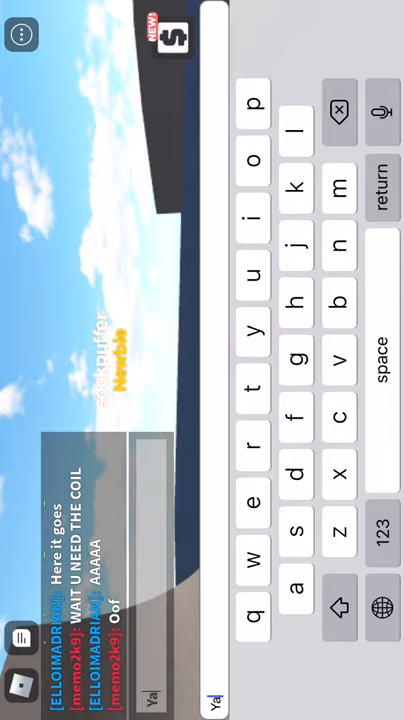 NEW!
$
sockpuffer
Newbie
[ELLOIMADRIAN]: Here it goes
[memo2k9]: WAIT U NEED THE COIL
[ELLOIMADRIAN]: AAAAA
[memo2k9]: Oof
Ya
Ya
q w e r t y u i o p
a s d f g h j k l
z x c v b n m
123 space return